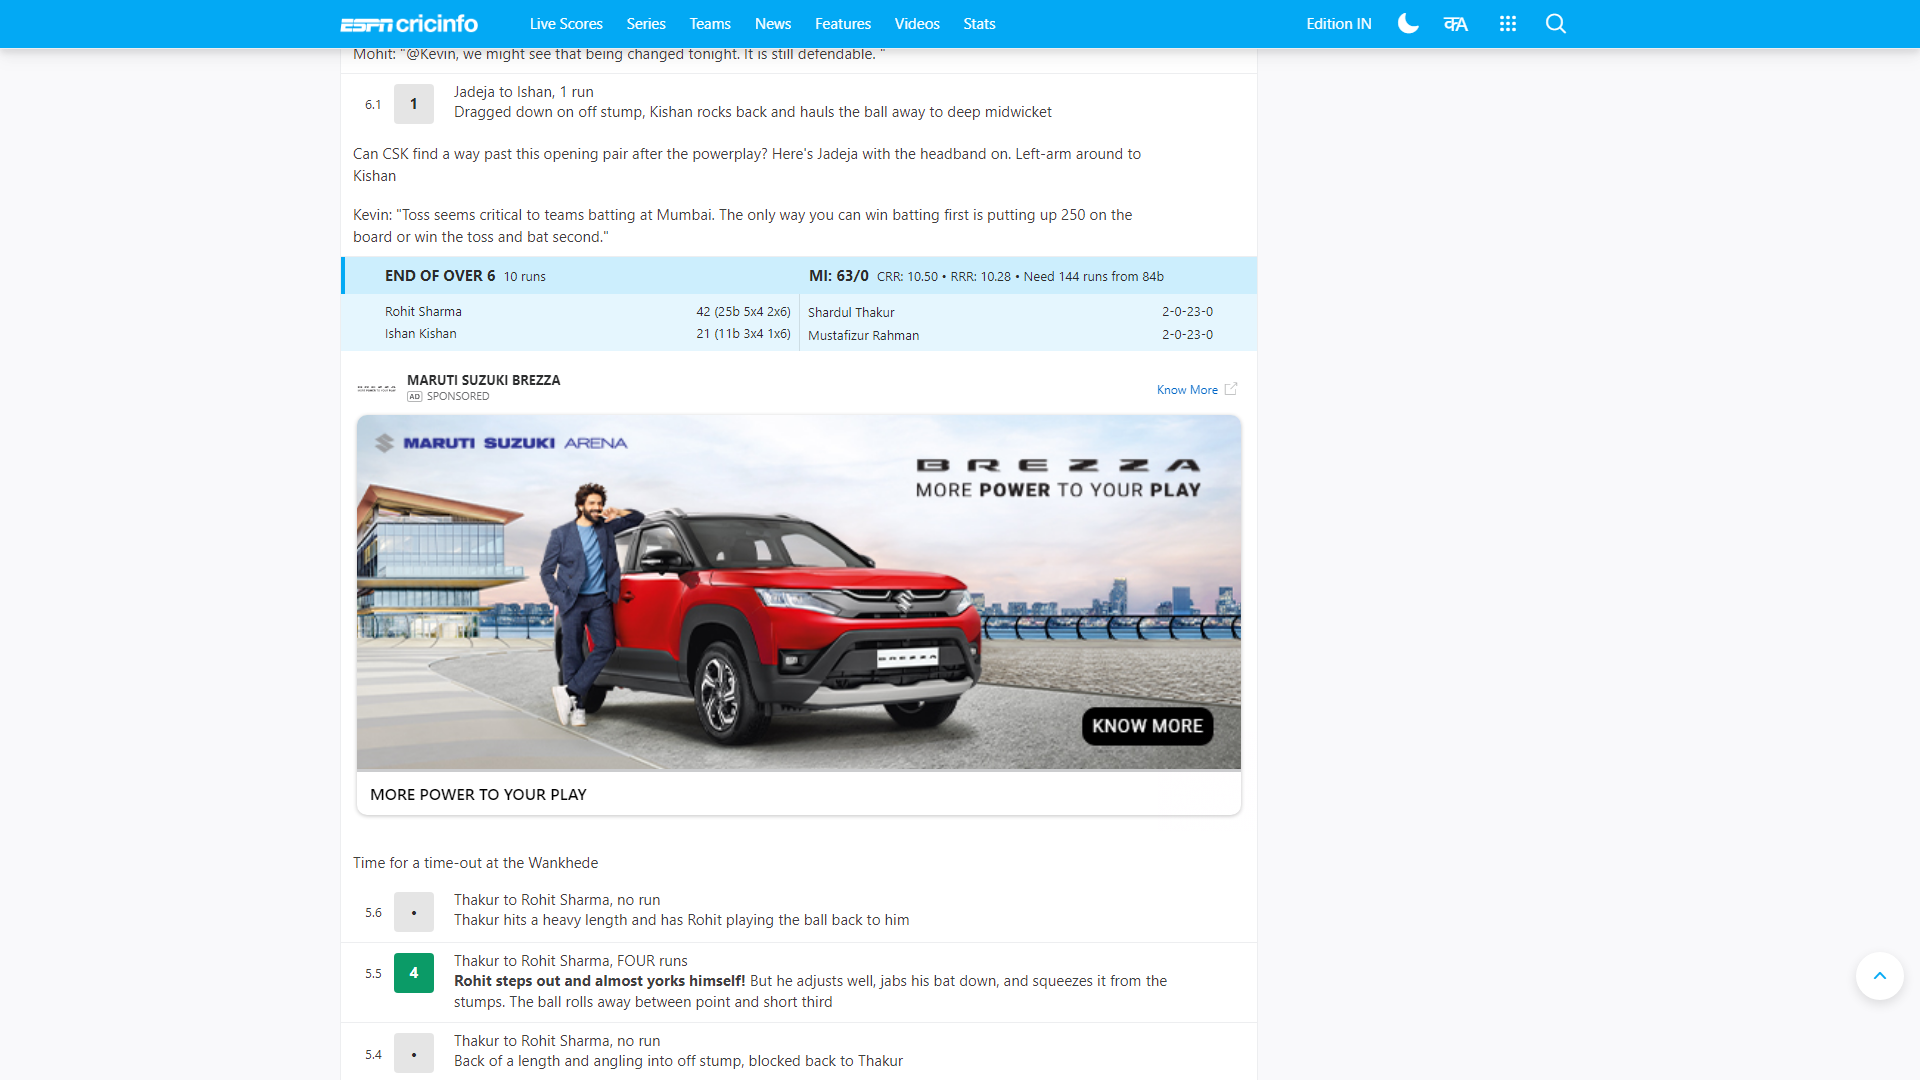 ESPN cricinfo Live Scores Series Teams News Features Videos Stats Edition IN
Mohit: "@Kevin, we might see that being changed tonight. It is still defendable. "
6.1 1 Jadeja to Ishan, 1 run
Dragged down on off stump, Kishan rocks back and hauls the ball away to deep midwicket
Can CSK find a way past this opening pair after the powerplay? Here's Jadeja with the headband on. Left-arm around to
Kishan
Kevin: "Toss seems critical to teams batting at Mumbai. The only way you can win batting first is putting up 250 on the
board or win the toss and bat second."
END OF OVER 6 10 runs MI: 63/0 CRR: 10.50 • RRR: 10.28 • Need 144 runs from 84b
Rohit Sharma 42 (25b 5x4 2x6) Shardul Thakur 2-0-23-0
Ishan Kishan 21 (11b 3x4 1x6) Mustafizur Rahman 2-0-23-0
MARUTI SUZUKI BREZZA
AD SPONSORED
Know More
MARUTI SUZUKI ARENA
BREZZA
MORE POWER TO YOUR PLAY
BREZZA
KNOW MORE
MORE POWER TO YOUR PLAY
Time for a time-out at the Wankhede
5.6 • Thakur to Rohit Sharma, no run
Thakur hits a heavy length and has Rohit playing the ball back to him
5.5 4 Thakur to Rohit Sharma, FOUR runs
Rohit steps out and almost yorks himself! But he adjusts well, jabs his bat down, and squeezes it from the
stumps. The ball rolls away between point and short third
5.4 • Thakur to Rohit Sharma, no run
Back of a length and angling into off stump, blocked back to Thakur